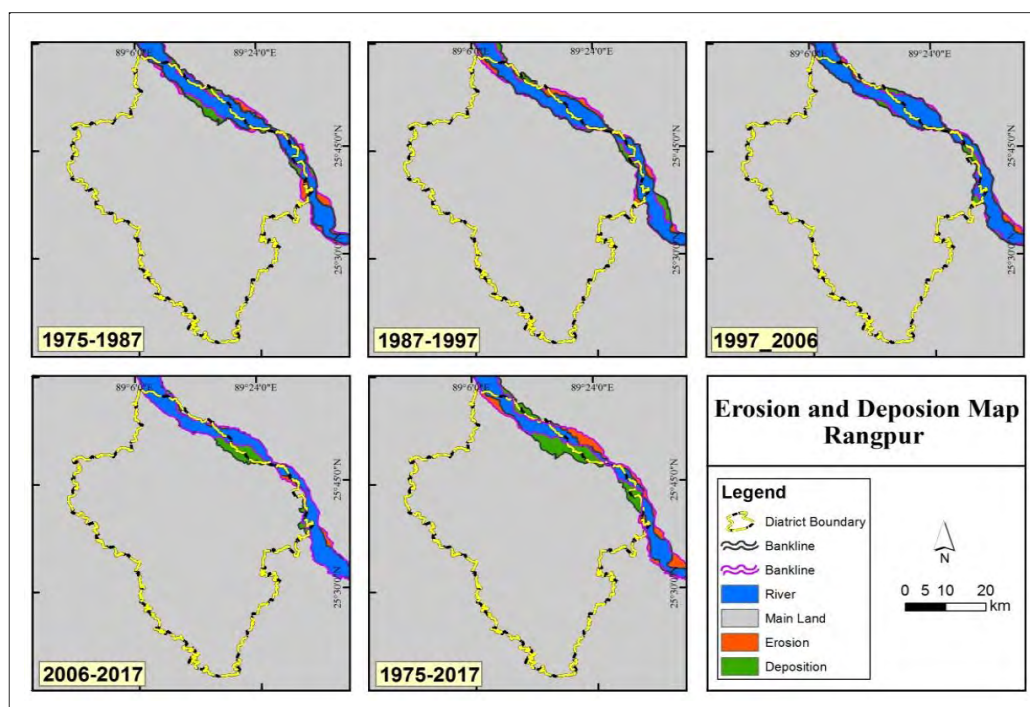 89°6'0"E 89°24'0"E
25°45'0"N
25°30'0"N
1975-1987
89°6'0"E 89°24'0"E
25°45'0"N
25°30'0"N
1987-1997
89°6'0"E 89°24'0"E
25°45'0"N
25°30'0"N
1997_2006
89°6'0"E 89°24'0"E
25°45'0"N
25°30'0"N
2006-2017
89°6'0"E 89°24'0"E
25°45'0"N
25°30'0"N
1975-2017
Erosion and Deposion Map
Rangpur
Legend
Diatrict Boundary
Bankline
Bankline
River
Main Land
Erosion
Deposition
N
0 5 10 20
km